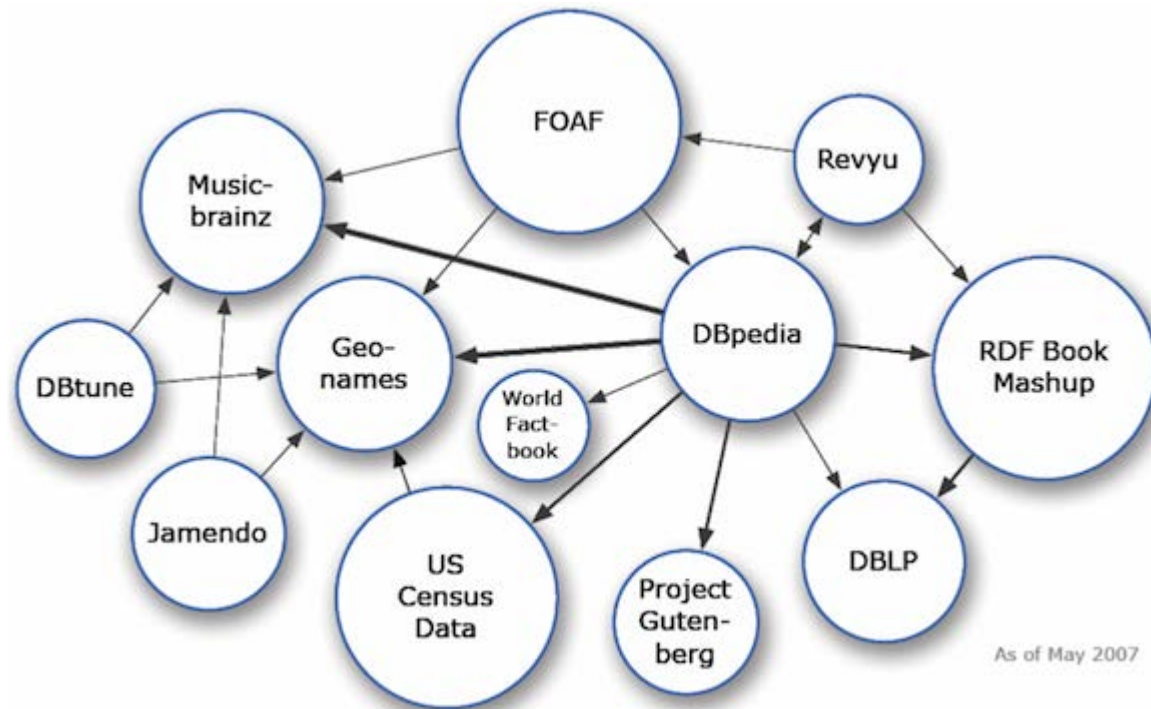 FOAF
Revyu
Music-
brainz
DBpedia
Geo-
names
RDF Book
Mashup
DBtune
World
Fact-
book
Jamendo
US
Census
Data
Project
Guten-
berg
DBLP
As of May 2007